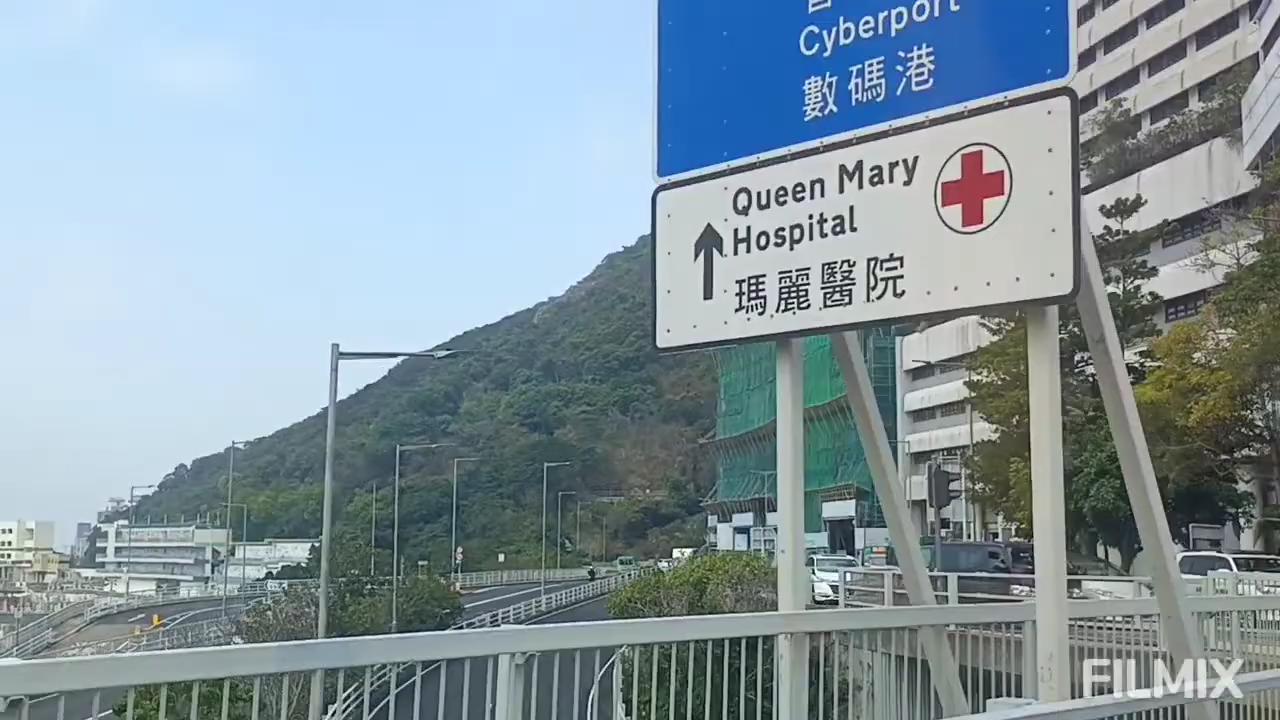 Cyberport
數碼港
Queen Mary
Hospital
瑪麗醫院
FILMIX